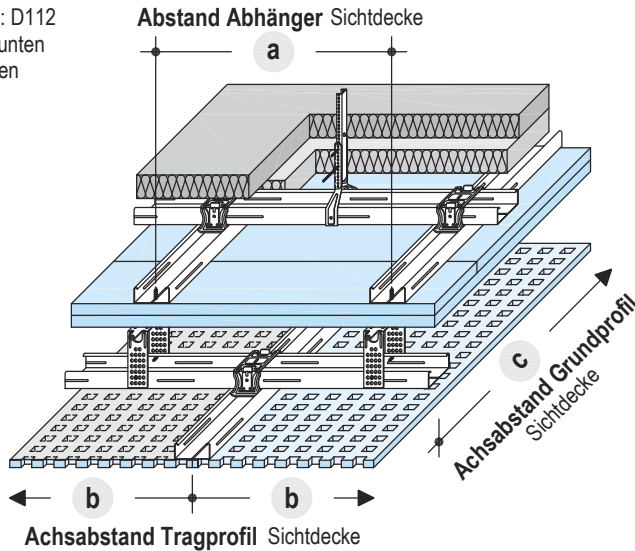 : D112
unten
en
Abstand Abhänger Sichtdecke
a
c
Achsabstand Grundprofil
Sichtdecke
b
b
Achsabstand Tragprofil Sichtdecke